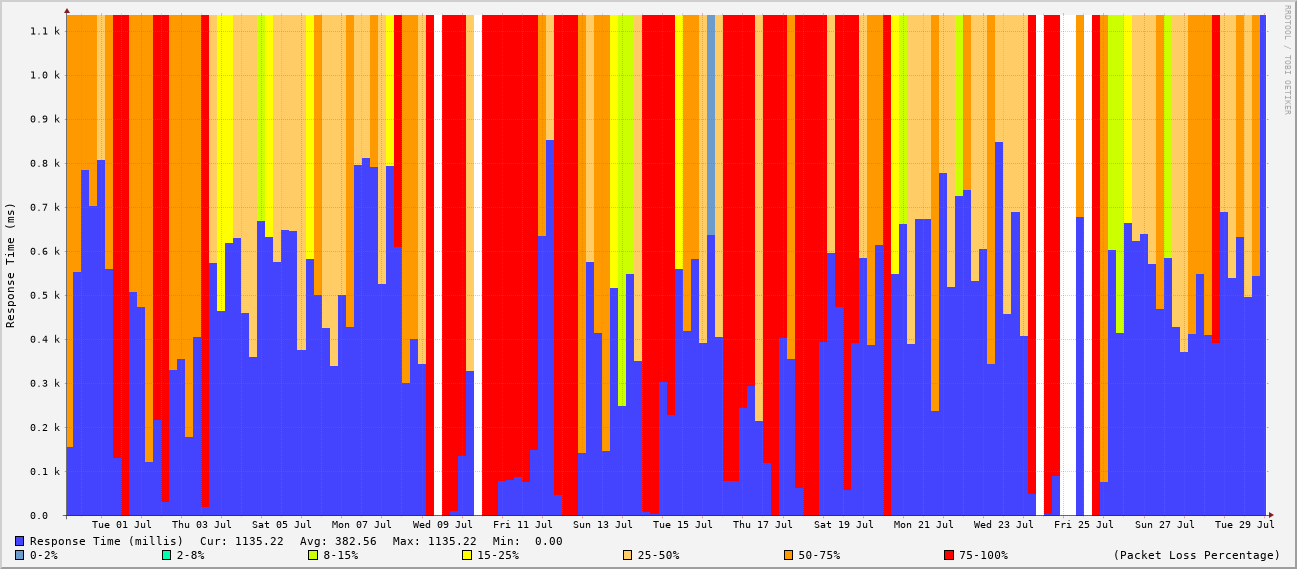 1.1 k
1.0 k
0.9 k
0.8 k
0.7 k
0.6 k
0.5 k
0.4 k
0.3 k
0.2 k
0.1 k
0.0
Response Time (ms)
RRDTOOL / TOBI OETIKER
Tue 01 Jul Thu 03 Jul Sat 05 Jul Mon 07 Jul Wed 09 Jul Fri 11 Jul Sun 13 Jul Tue 15 Jul Thu 17 Jul Sat 19 Jul Mon 21 Jul Wed 23 Jul Fri 25 Jul Sun 27 Jul Tue 29 Jul
Response Time (millis) Cur: 1135.22 Avg: 382.56 Max: 1135.22 Min: 0.00
0-2% 2-8% 8-15% 15-25% 25-50% 50-75% 75-100% (Packet Loss Percentage)